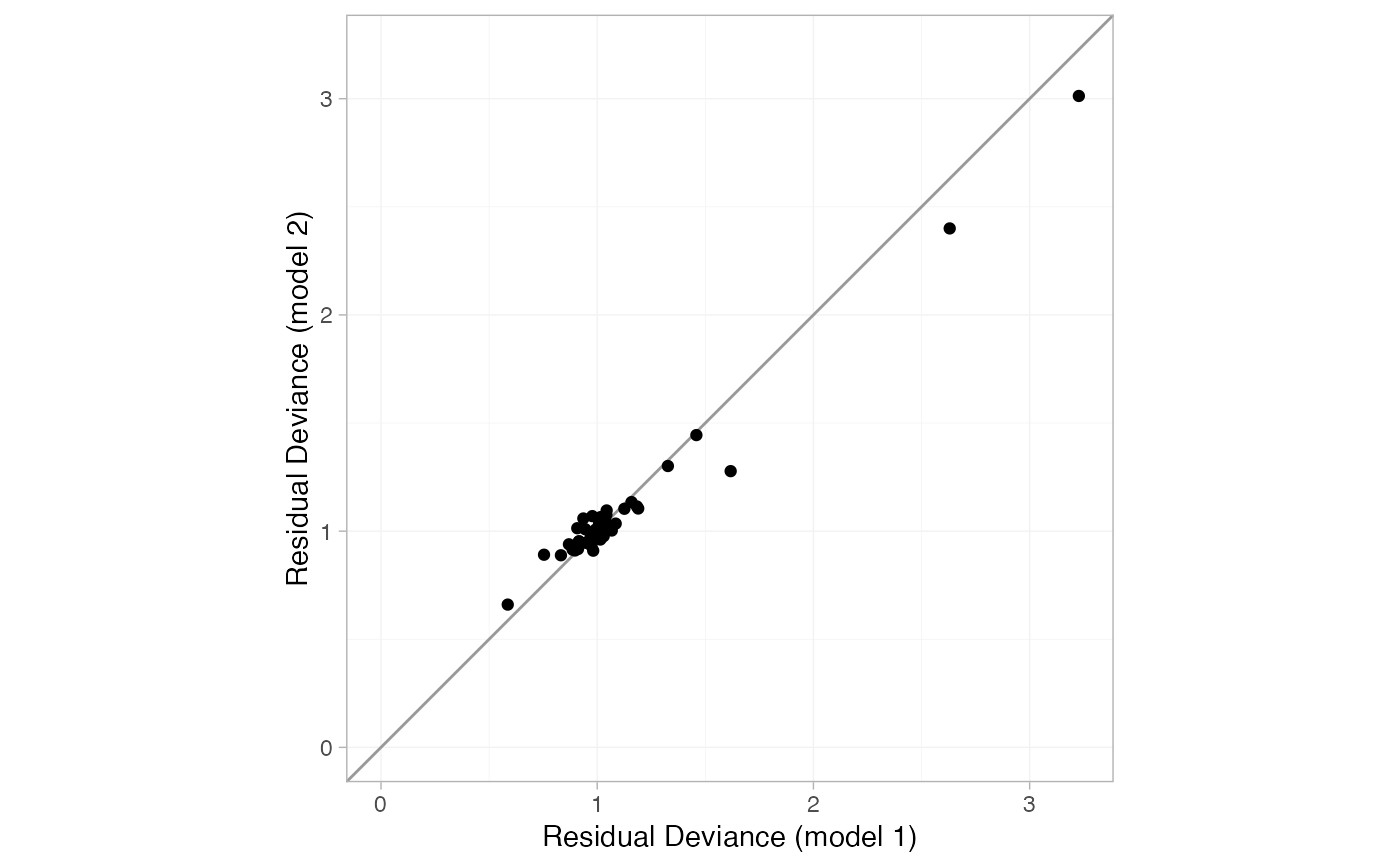 Residual Deviance (model 2)
3
2
1
0
0 1 2 3
Residual Deviance (model 1)